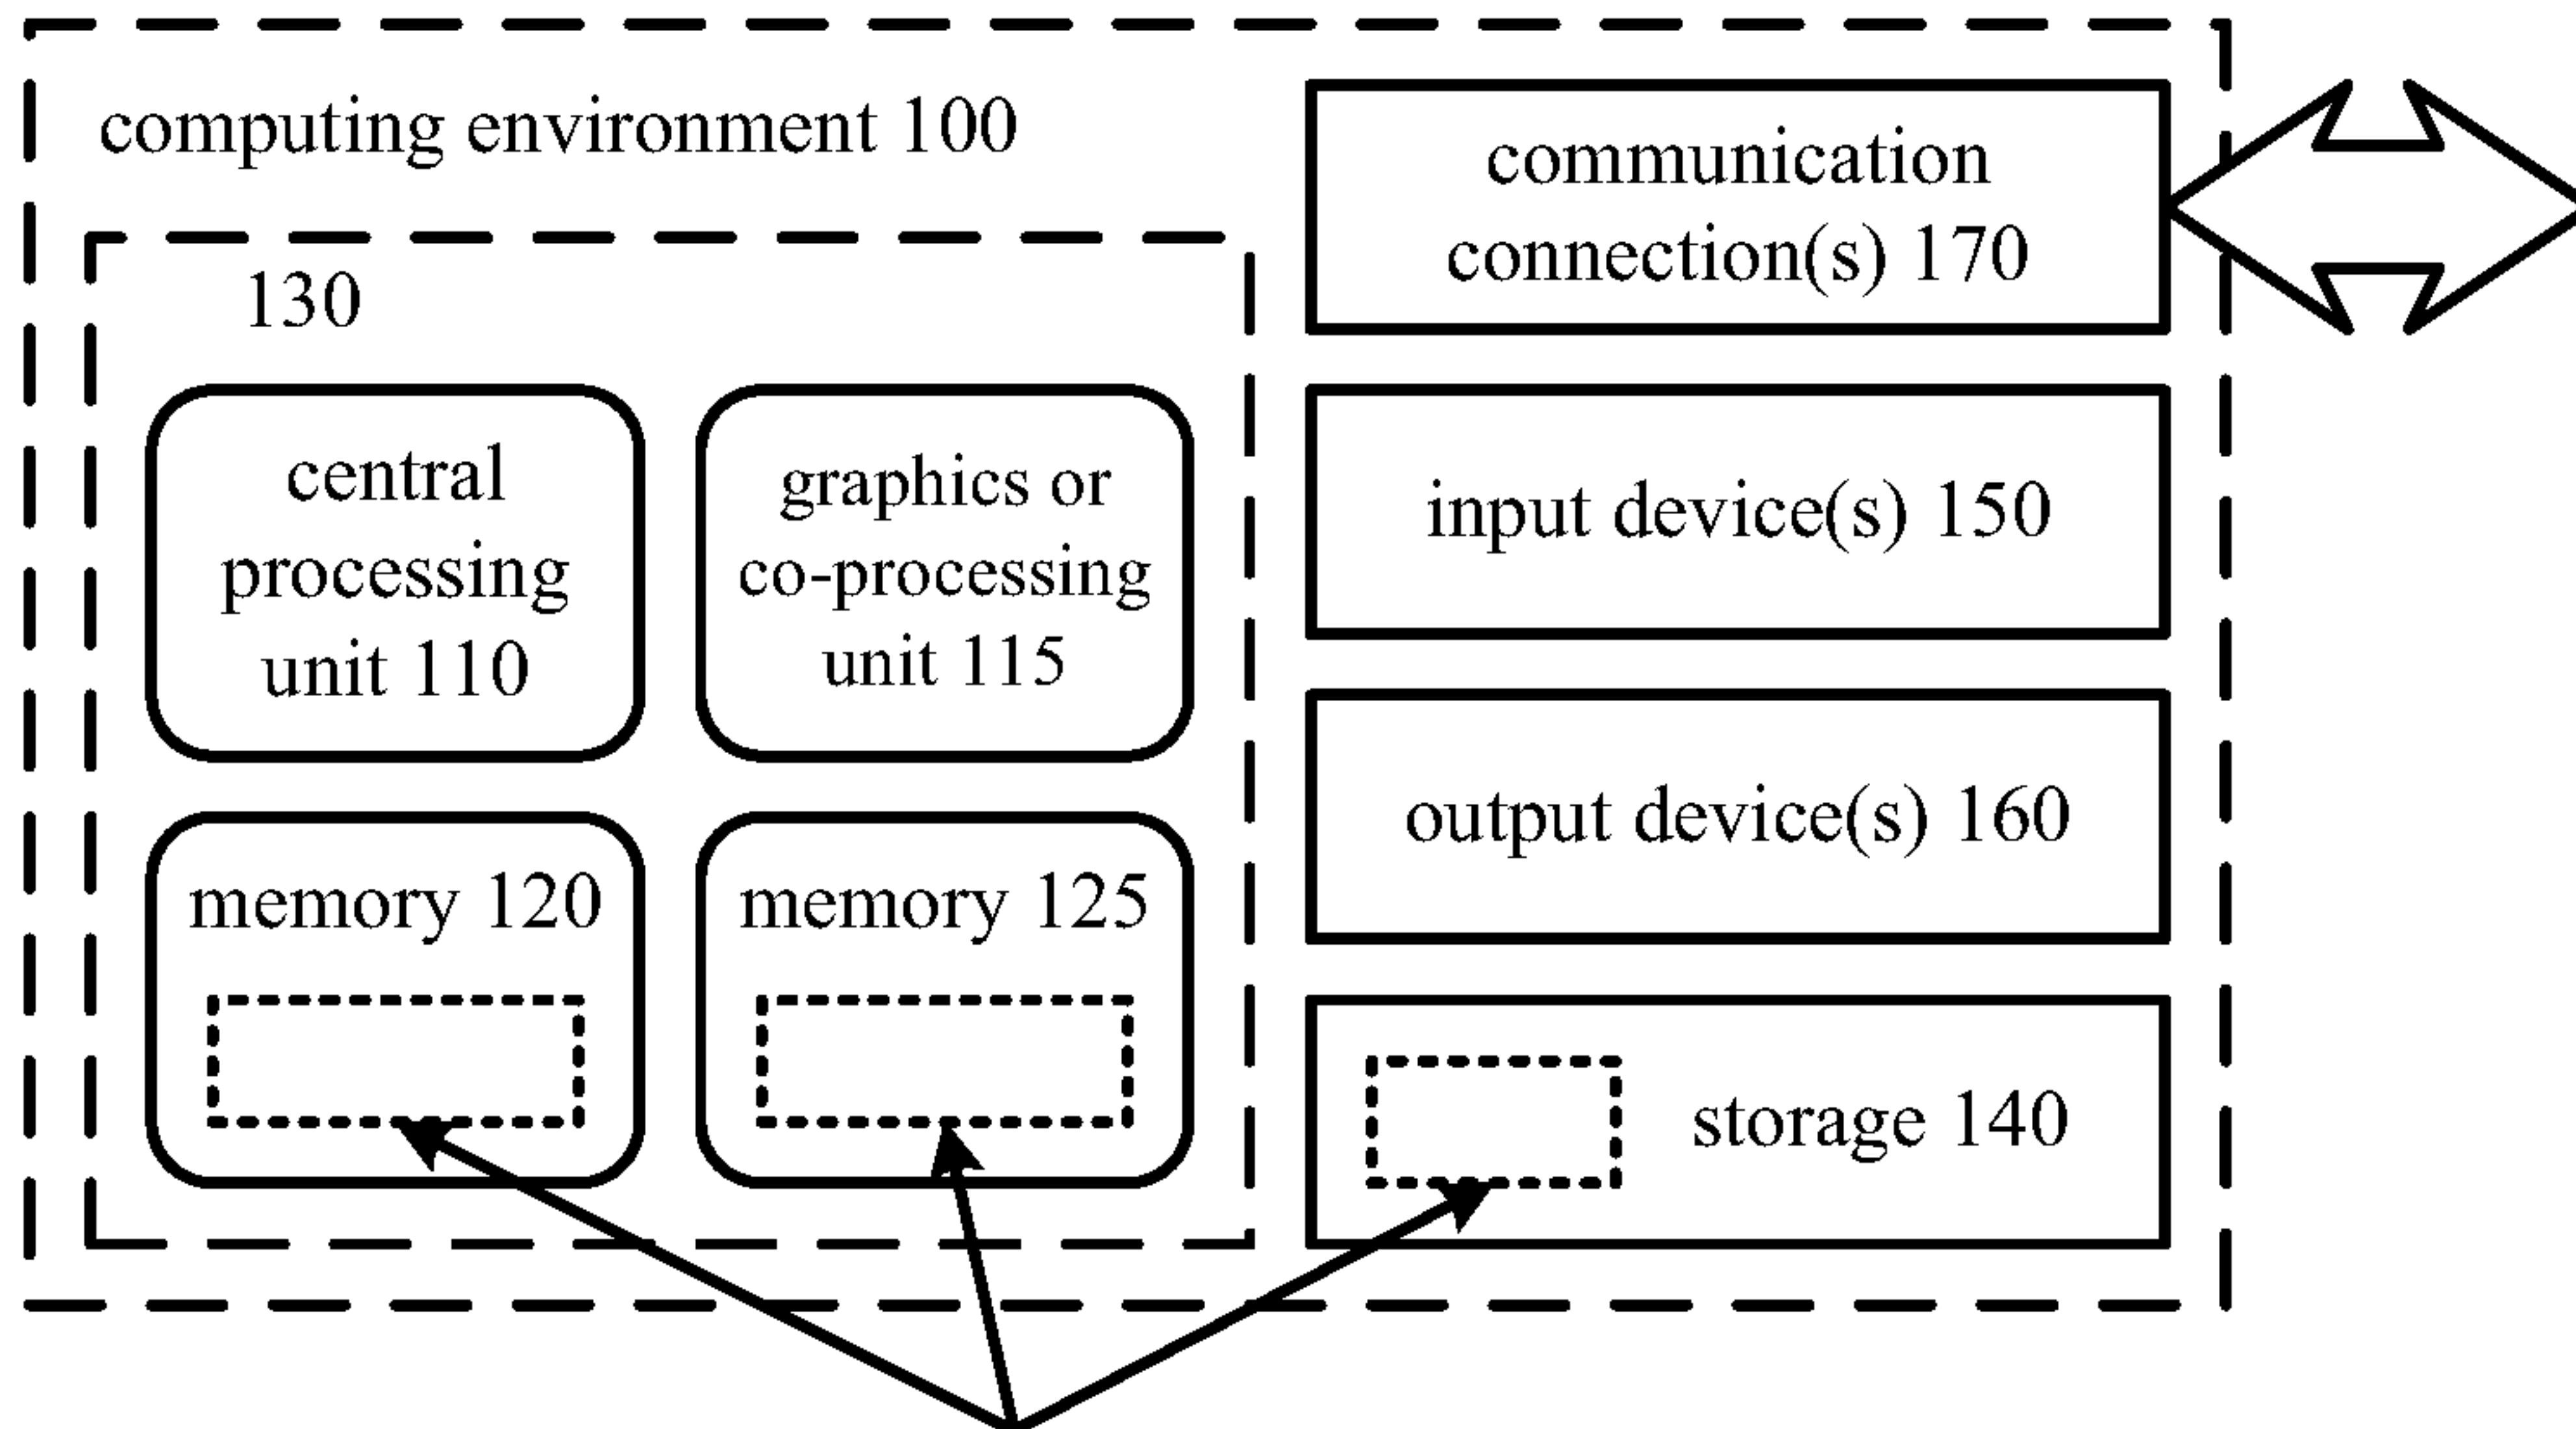 computing environment 100
130
central
processing
unit 110
graphics or
co-processing
unit 115
memory 120
memory 125
communication
connection(s) 170
input device(s) 150
output device(s) 160
storage 140